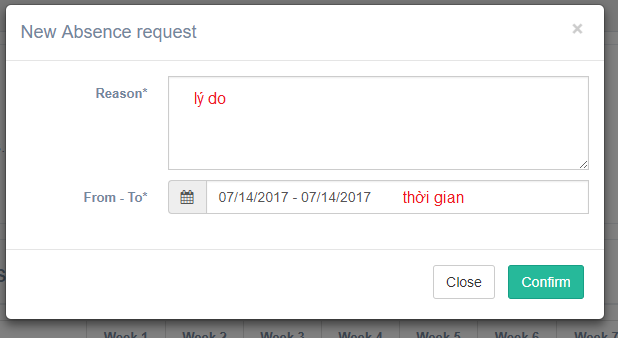 New Absence request ×
Reason* lý do
From - To* 07/14/2017 - 07/14/2017 thời gian
Close Confirm
Week 1 Week 2 Week 3 Week 4 Week 5 Week 6 Week 7